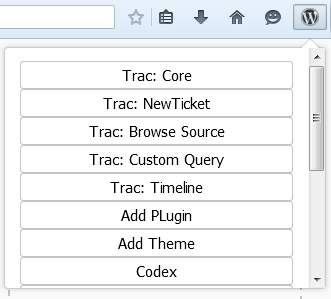 Trac: Core
Trac: NewTicket
Trac: Browse Source
Trac: Custom Query
Trac: Timeline
Add PLugin
Add Theme
Codex